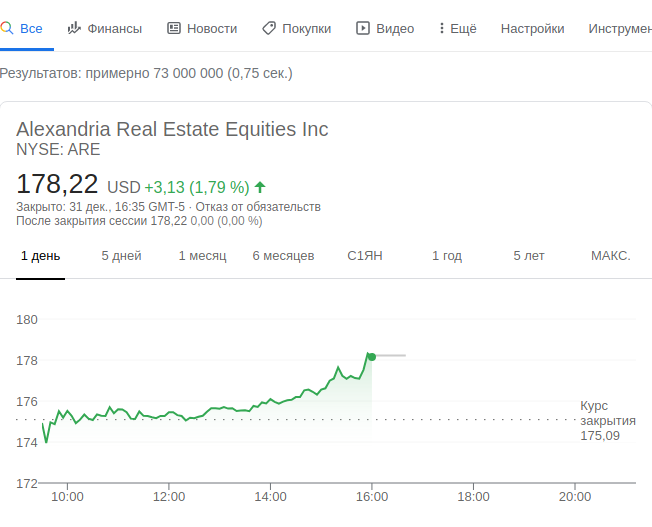 Все Финансы Новости Покупки Видео Ещё Настройки Инструмен
Результатов: примерно 73 000 000 (0,75 сек.)
Alexandria Real Estate Equities Inc
NYSE: ARE
178,22 USD +3,13 (1,79 %)
Закрыто: 31 дек., 16:35 GMT-5 · Отказ от обязательств
После закрытия сессии 178,22 0,00 (0,00 %)
1 день 5 дней 1 месяц 6 месяцев С1ЯН 1 год 5 лет МАКС.
180
178
176
174
172
Курс
закрытия
175,09
10:00 12:00 14:00 16:00 18:00 20:00